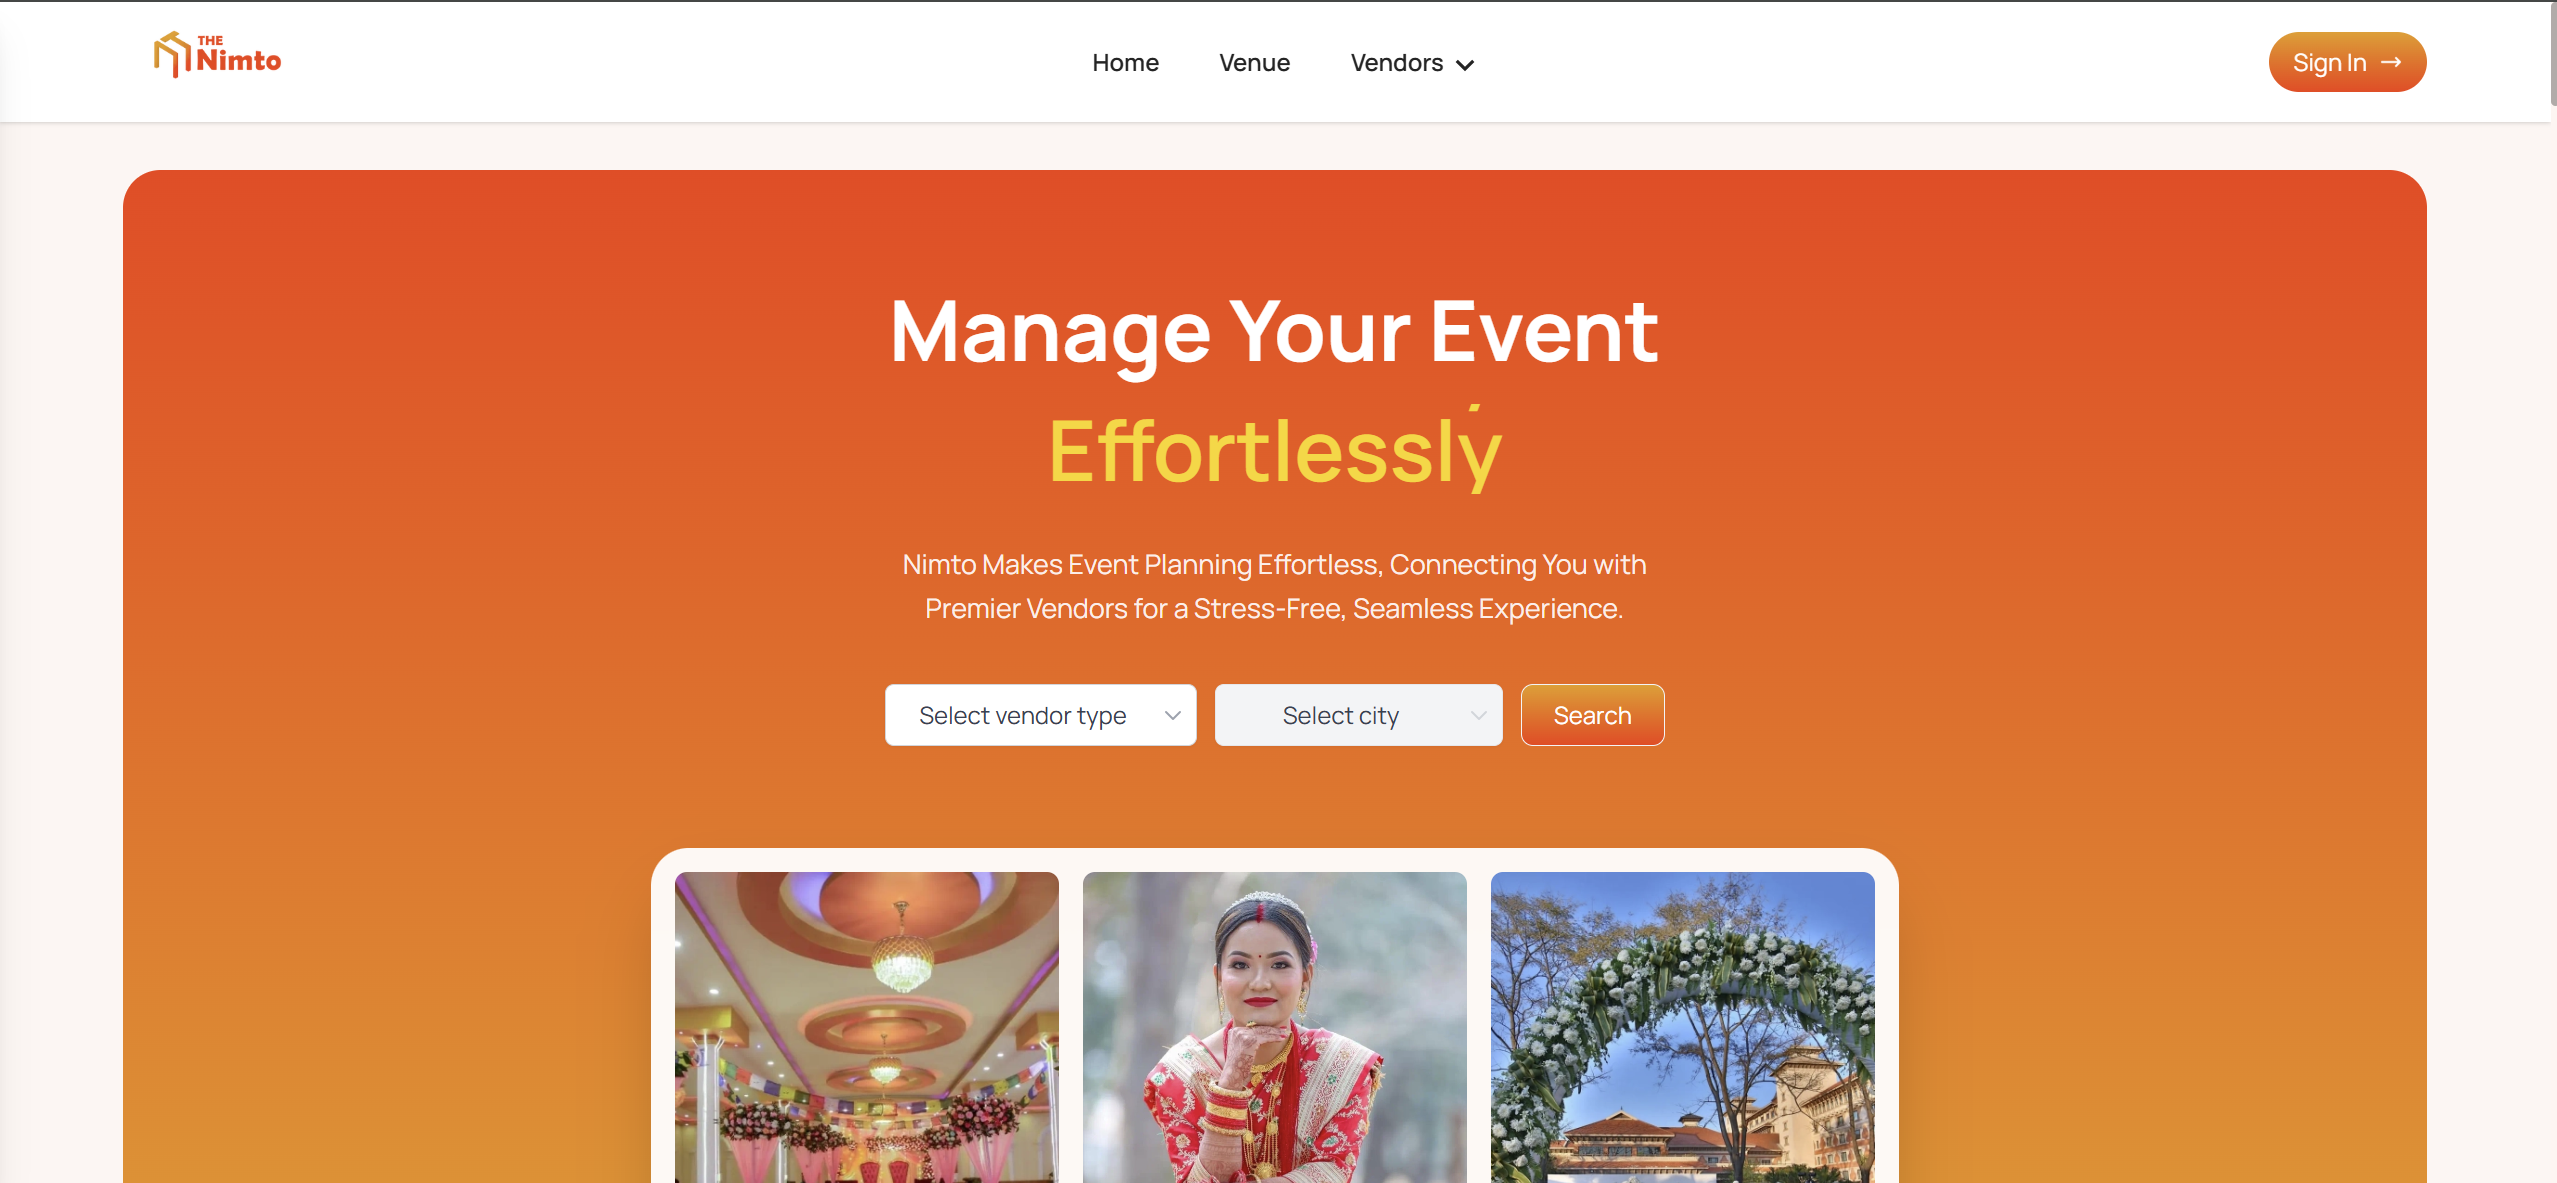 THE
Nimto
Home
Venue
Vendors
Sign In →
Manage Your Event
Effortlessly
Nimto Makes Event Planning Effortless, Connecting You with
Premier Vendors for a Stress-Free, Seamless Experience.
Select vendor type
Select city
Search